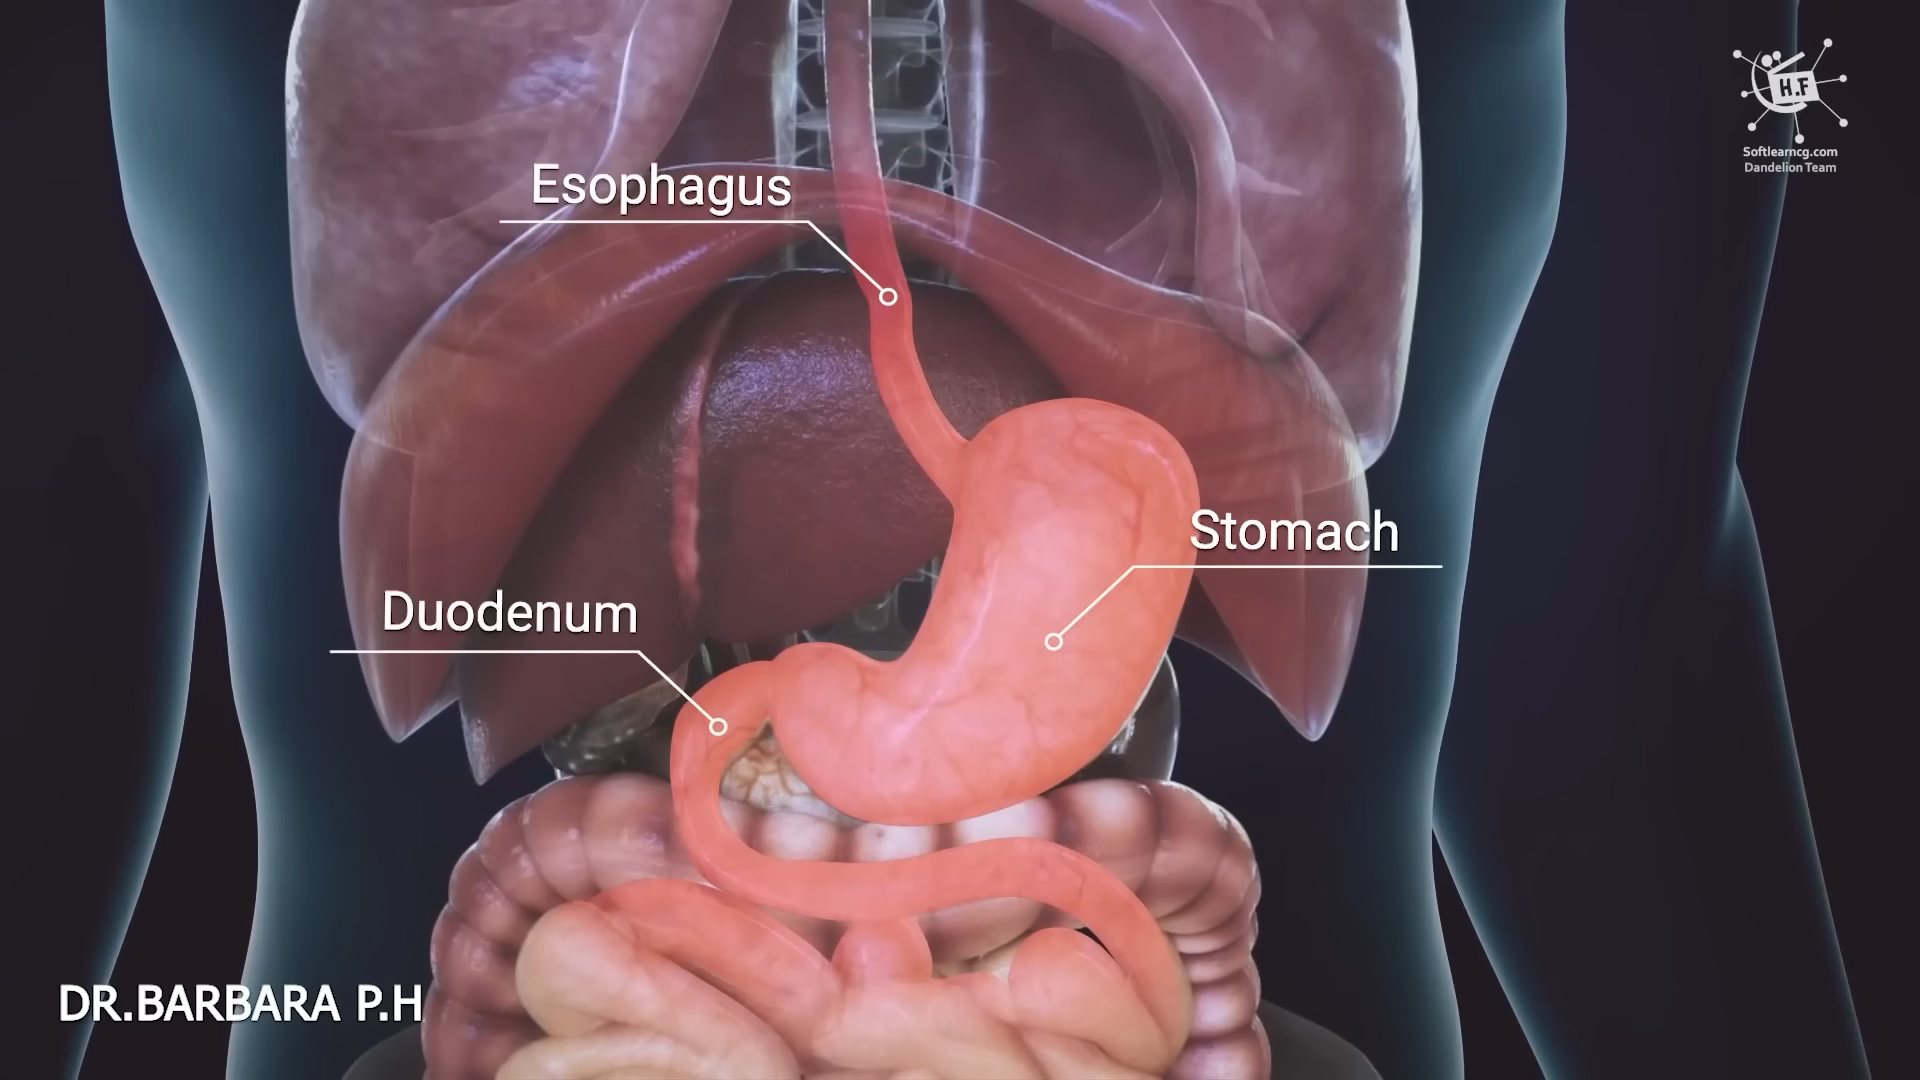 H.F
Softlearncg.com
Dandelion Team
Esophagus
Stomach
Duodenum
DR.BARBARA P.H